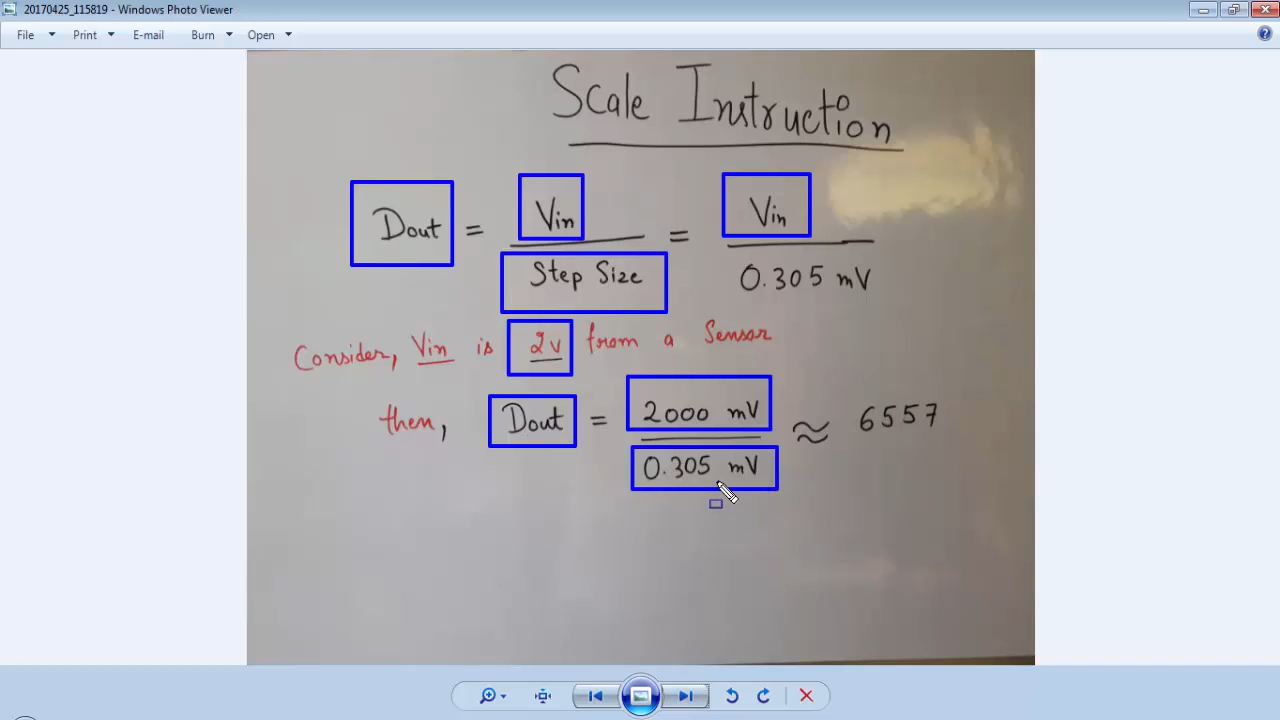 20170425_115819 - Windows Photo Viewer
File Print E-mail Burn Open
Scale Instruction
Dout = Vin / Step Size = Vin / 0.305 mV
Consider, Vin is 2v from a Sensor
then, Dout = 2000 mV / 0.305 mV ≈ 6557